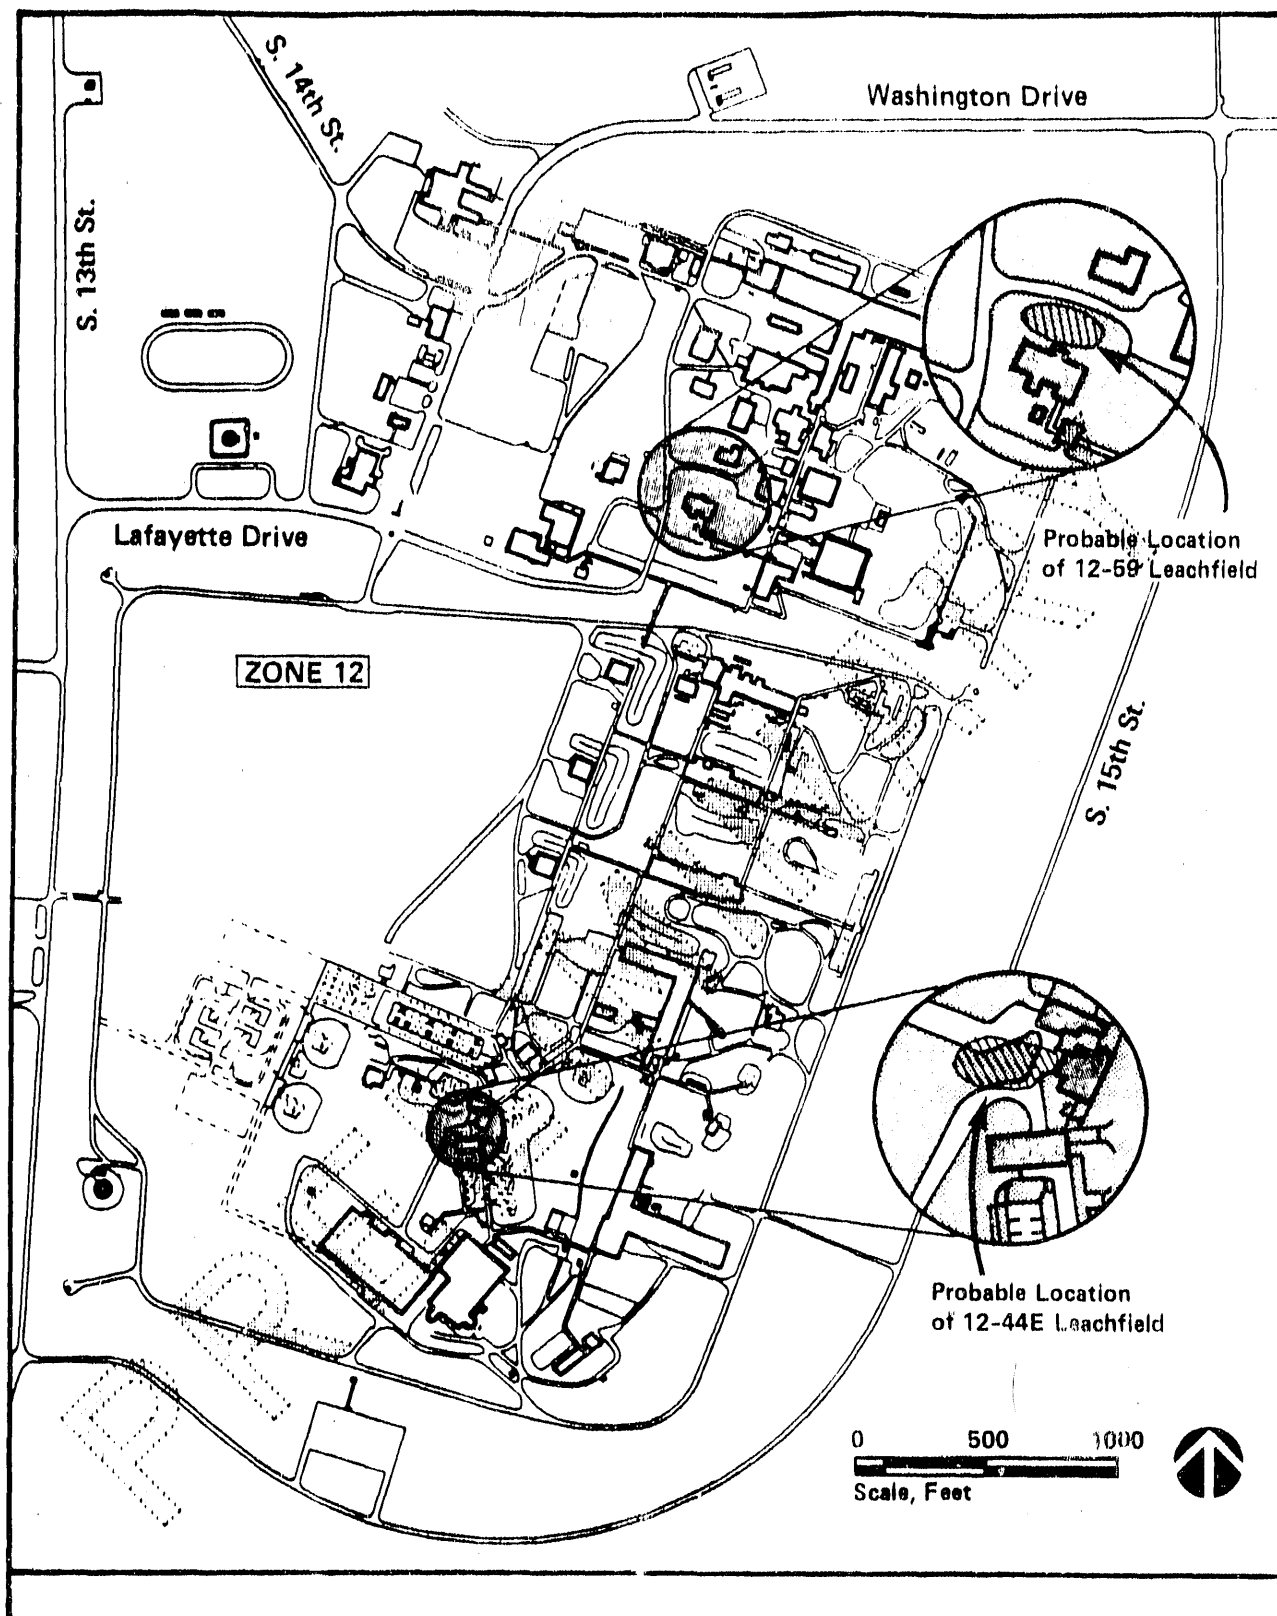 S. 14th St.
Washington Drive
S. 13th St.
Lafayette Drive
Probable Location
of 12-59 Leachfield
ZONE 12
S. 15th St.
Probable Location
of 12-44E Leachfield
0 500 1000
Scale, Feet